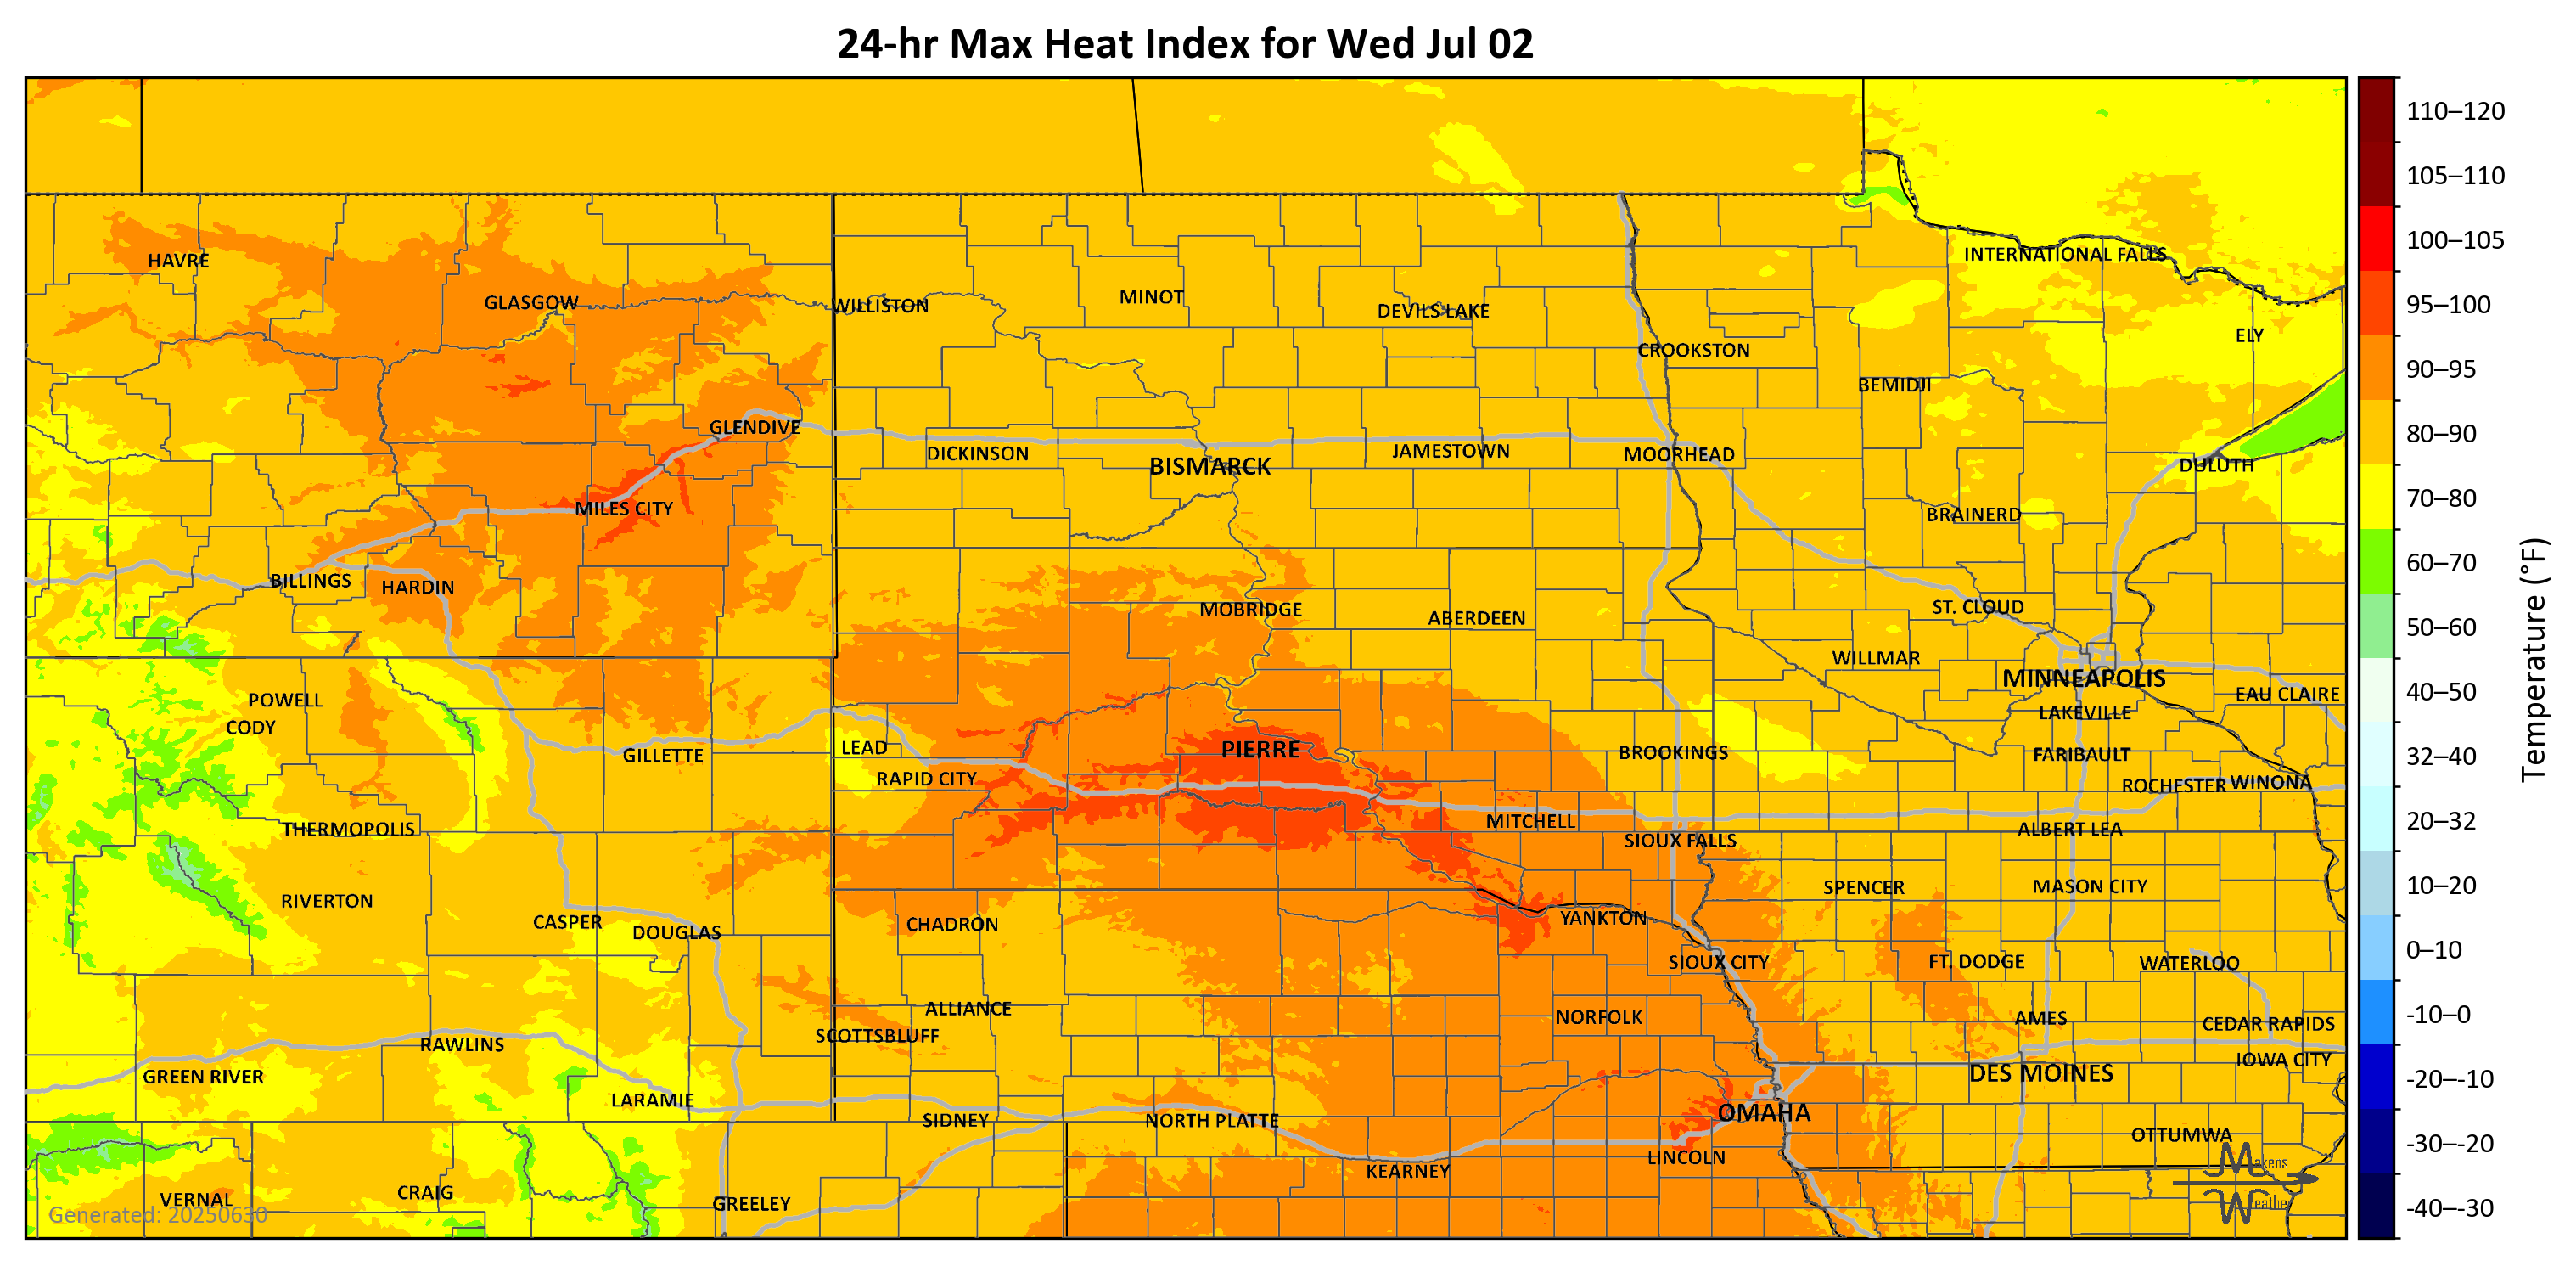 24-hr Max Heat Index for Wed Jul 02
110–120
105–110
100–105
95–100
90–95
80–90
70–80
60–70
50–60
40–50
32–40
20–32
10–20
0–10
-10–0
-20–-10
-30–-20
-40–-30
Temperature (°F)
HAVRE
INTERNATIONAL FALLS
GLASGOW
WILLISTON
MINOT
DEVILS LAKE
ELY
CROOKSTON
BEMIDJI
GLENDIVE
DICKINSON
BISMARCK
JAMESTOWN
MOORHEAD
DULUTH
MILES CITY
BRAINERD
BILLINGS
HARDIN
MOBRIDGE
ABERDEEN
ST. CLOUD
WILLMAR
MINNEAPOLIS
POWELL
EAU CLAIRE
CODY
LAKEVILLE
LEAD
PIERRE
GILLETTE
BROOKINGS
FARIBAULT
RAPID CITY
ROCHESTER
WINONA
THERMOPOLIS
MITCHELL
SIOUX FALLS
ALBERT LEA
RIVERTON
SPENCER
MASON CITY
CASPER
DOUGLAS
CHADRON
YANKTON
SIOUX CITY
FT. DODGE
WATERLOO
ALLIANCE
NORFOLK
AMES
CEDAR RAPIDS
SCOTTSBLUFF
RAWLINS
IOWA CITY
GREEN RIVER
DES MOINES
LARAMIE
SIDNEY
NORTH PLATTE
OMAHA
OTTUMWA
KEARNEY
LINCOLN
VERNAL
CRAIG
GREELEY
Generated: 20250630
Makens
Weather